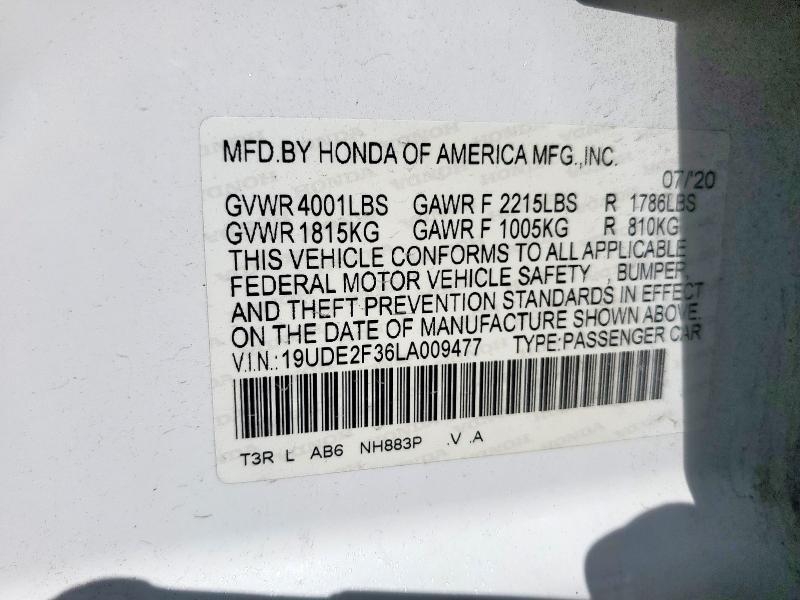 MFD.BY HONDA OF AMERICA MFG.,INC.
07/'20
GVWR 4001LBS GAWR F 2215LBS R 1786LBS
GVWR 1815KG GAWR F 1005KG R 810KG
THIS VEHICLE CONFORMS TO ALL APPLICABLE
FEDERAL MOTOR VEHICLE SAFETY , BUMPER,
AND THEFT PREVENTION STANDARDS IN EFFECT
ON THE DATE OF MANUFACTURE SHOWN ABOVE.
V.I.N.:19UDE2F36LA009477 TYPE:PASSENGER CAR
T3R L AB6 NH883P .V .A